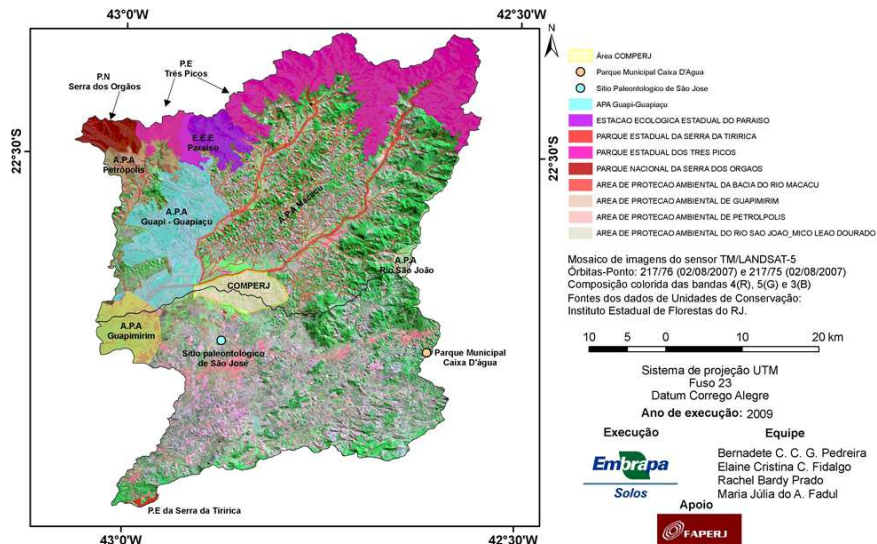 43°0'W
42°30'W
N
22°30'S
22°30'S
P.N
Serra dos Orgãos
P.E
Três Picos
E.E.E
Paraiso
A.P.A
Petrópolis
A.P.A
Guapi - Guapiaçu
A.P.A Macacu
A.P.A
Rio São João
COMPERJ
A.P.A
Guapimirim
Sitio paleontológico
de São José
Parque Municipal
Caixa D'água
P.E da Serra da Tiririca
43°0'W
42°30'W
Área COMPERJ
Parque Municipal Caixa D'Agua
Sitio Paleontologico de São Jose
APA Guapi-Guapiaçu
ESTACAO ECOLOGICA ESTADUAL DO PARAISO
PARQUE ESTADUAL DA SERRA DA TIRIRICA
PARQUE ESTADUAL DOS TRES PICOS
PARQUE NACIONAL DA SERRA DOS ORGAOS
AREA DE PROTECAO AMBIENTAL DA BACIA DO RIO MACACU
AREA DE PROTECAO AMBIENTAL DE GUAPIMIRIM
AREA DE PROTECAO AMBIENTAL DE PETROLPOLIS
AREA DE PROTECAO AMBIENTAL DO RIO SAO JOAO_MICO LEAO DOURADO
Mosaico de imagens do sensor TM/LANDSAT-5
Órbitas-Ponto: 217/76 (02/08/2007) e 217/75 (02/08/2007)
Composição colorida das bandas 4(R), 5(G) e 3(B)
Fontes dos dados de Unidades de Conservação:
Instituto Estadual de Florestas do RJ.
10 5 0 10 20 km
Sistema de projeção UTM
Fuso 23
Datum Corrego Alegre
Ano de execução: 2009
Execução
Embrapa
Solos
Equipe
Bernadete C. C. G. Pedreira
Elaine Cristina C. Fidalgo
Rachel Bardy Prado
Maria Júlia do A. Fadul
Apoio
FAPERJ